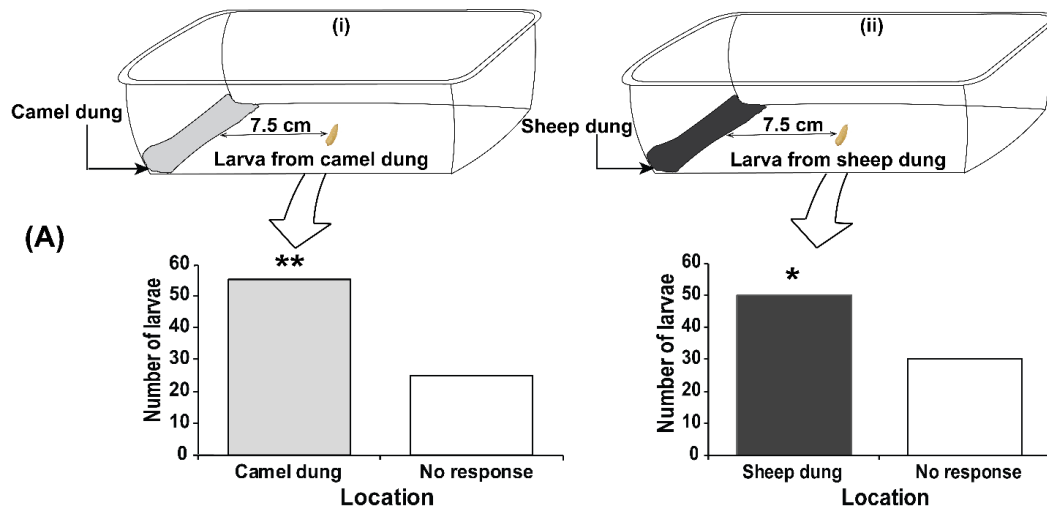 (i)
Camel dung
7.5 cm
Larva from camel dung
(ii)
Sheep dung
7.5 cm
Larva from sheep dung
(A)
**
Number of larvae
60
50
40
30
20
10
0
Camel dung No response
Location
*
Number of larvae
60
50
40
30
20
10
0
Sheep dung No response
Location